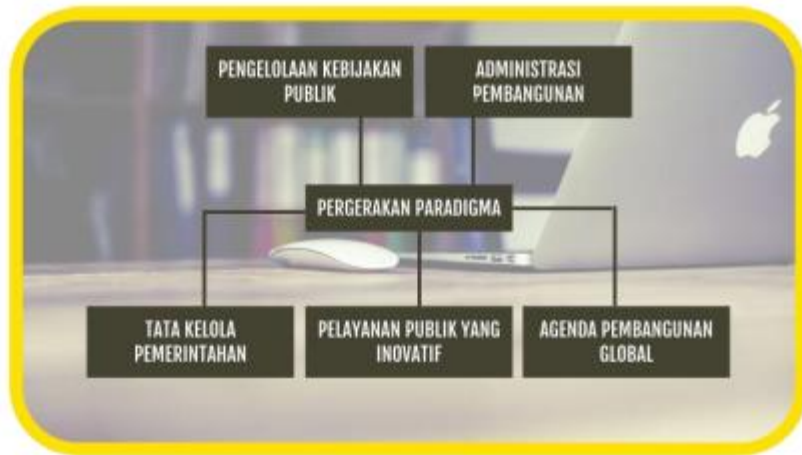 PENGELOLAAN KEBIJAKAN
PUBLIK
ADMINISTRASI
PEMBANGUNAN
PERGERAKAN PARADIGMA
TATA KELOLA
PEMERINTAHAN
PELAYANAN PUBLIK YANG
INOVATIF
AGENDA PEMBANGUNAN
GLOBAL